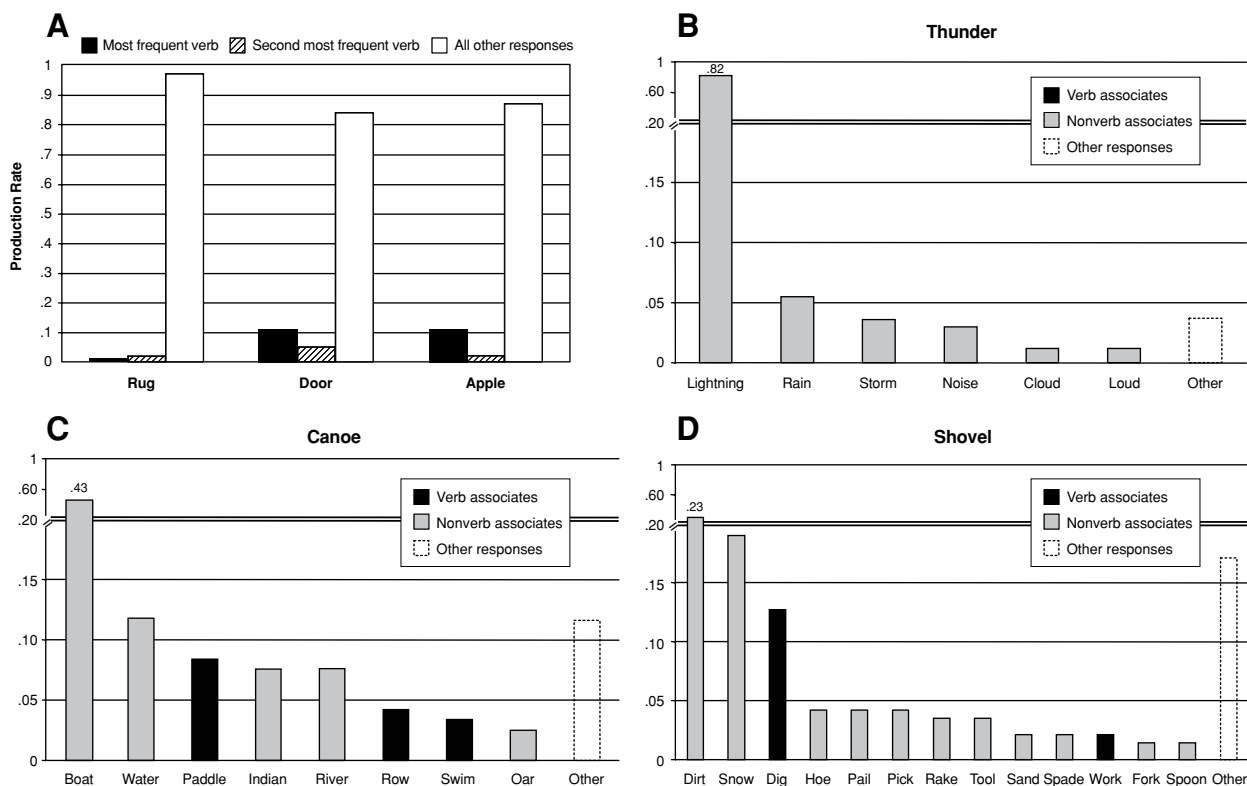 A
Most frequent verb Second most frequent verb All other responses
Production Rate
1
.9
.8
.7
.6
.5
.4
.3
.2
.1
0
Rug Door Apple
B
Thunder
1
.60
.20
.15
.10
.05
0
.82
Verb associates
Nonverb associates
Other responses
Lightning Rain Storm Noise Cloud Loud Other
C
Canoe
1
.60
.20
.15
.10
.05
0
.43
Verb associates
Nonverb associates
Other responses
Boat Water Paddle Indian River Row Swim Oar Other
D
Shovel
1
.60
.20
.15
.10
.05
0
.23
Verb associates
Nonverb associates
Other responses
Dirt Snow Dig Hoe Pail Pick Rake Tool Sand Spade Work Fork Spoon Other